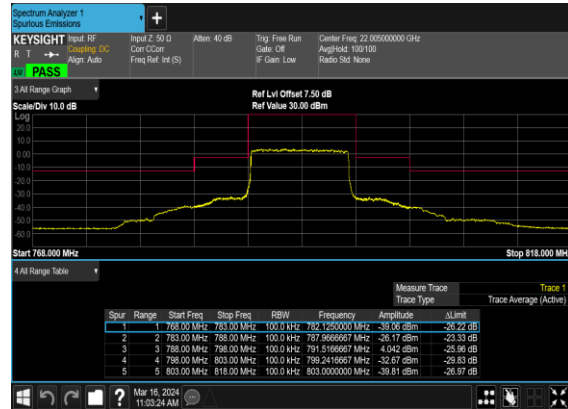 Spectrum Analyzer 1
Spurious Emissions
KEYSIGHT
R T
Input: RF
Coupling: DC
Align: Auto
Input Z: 50 Ω
Corr CCorr
Freq Ref: Int (S)
Atten: 40 dB
Trig: Free Run
Gate: Off
IF Gain: Low
Center Freq: 22.005000000 GHz
Avg|Hold: 100/100
Radio Std: None
PASS
3 All Range Graph
Scale/Div 10.0 dB
Ref Lvl Offset 7.50 dB
Ref Value 30.00 dBm
Log
20.0
10.0
0.00
-10.0
-20.0
-30.0
-40.0
-50.0
-60.0
Start 768.000 MHz
Stop 818.000 MH
4 All Range Table
Measure Trace Trace 1
Trace Type Trace Average (Active)
Spur Range Start Freq Stop Freq RBW Frequency Amplitude ΔLimit
1 1 768.00 MHz 783.00 MHz 100.0 kHz 782.1250000 MHz -39.06 dBm -26.22 dB
2 2 783.00 MHz 788.00 MHz 100.0 kHz 787.9666667 MHz -26.17 dBm -23.33 dB
3 3 788.00 MHz 798.00 MHz 100.0 kHz 791.5166667 MHz 4.042 dBm -25.96 dB
4 4 798.00 MHz 803.00 MHz 100.0 kHz 799.2416667 MHz -32.67 dBm -29.83 dB
5 5 803.00 MHz 818.00 MHz 100.0 kHz 803.0000000 MHz -39.81 dBm -26.97 dB
Mar 16, 2024
11:03:24 AM